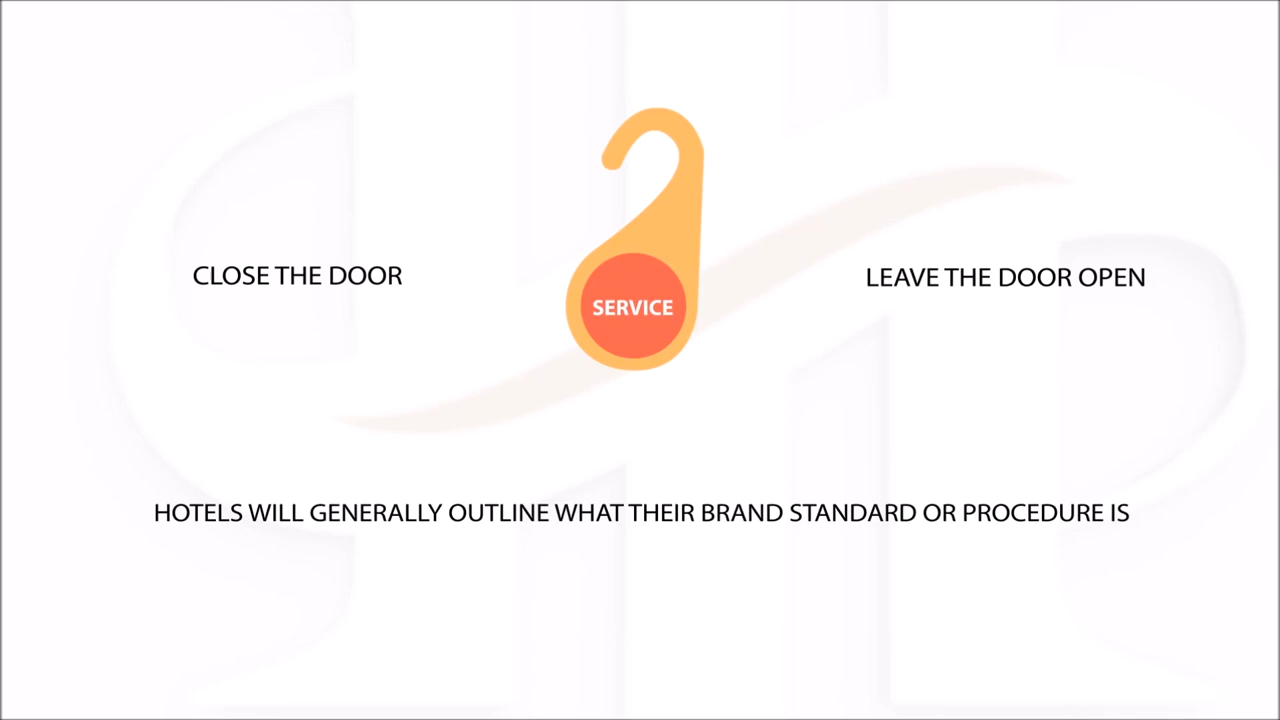 CLOSE THE DOOR
SERVICE
LEAVE THE DOOR OPEN
HOTELS WILL GENERALLY OUTLINE WHAT THEIR BRAND STANDARD OR PROCEDURE IS